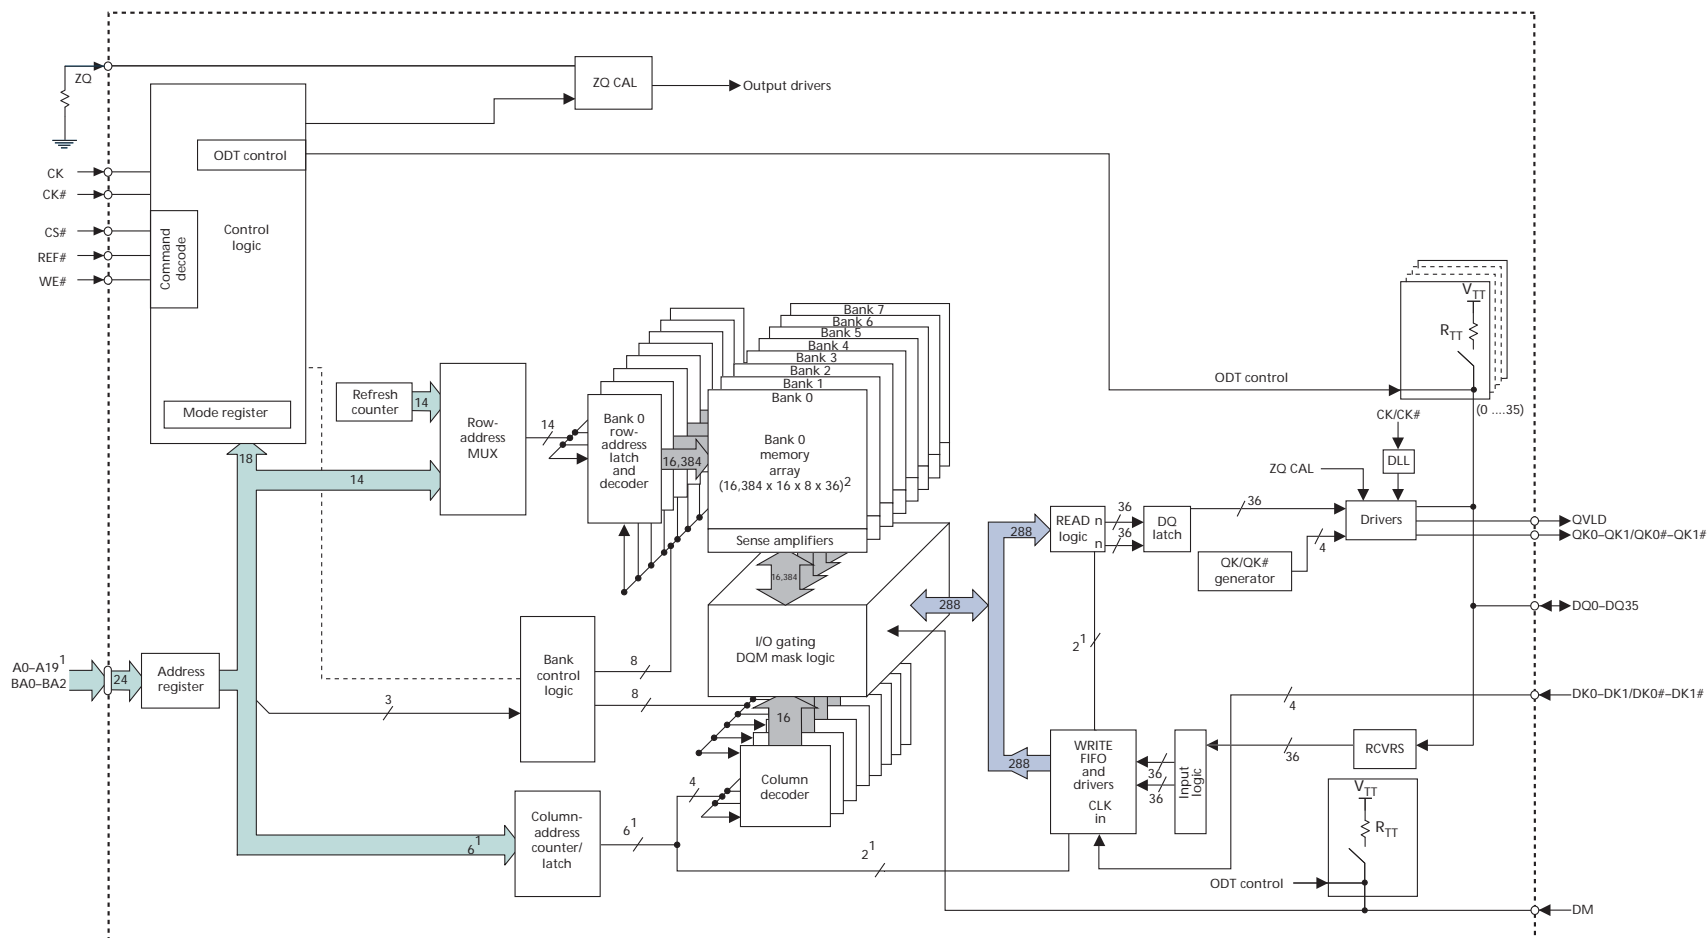 ZQ
ZQ CAL
Output drivers
ODT control
CK
CK#
CS#
REF#
WE#
Command
decode
Control
logic
Mode register
18
Refresh
counter
14
Row-
address
MUX
14
14
Bank 0
row-
address
latch
and
decoder
16,384
Bank 7
Bank 6
Bank 5
Bank 4
Bank 3
Bank 2
Bank 1
Bank 0
Bank 0
memory
array
(16,384 x 16 x 8 x 36)2
Sense amplifiers
16,384
I/O gating
DQM mask logic
288
288
288
READ n
logic
n
36
36
DQ
latch
36
ODT control
VTT
RTT
(0 ....35)
CK/CK#
DLL
ZQ CAL
Drivers
QK/QK#
generator
4
QVLD
QK0–QK1/QK0#–QK1#
DQ0–DQ35
DK0–DK1/DK0#–DK1#
4
21
A0–A191
BA0–BA2
24
Address
register
3
Bank
control
logic
8
8
16
Column
decoder
4
Column-
address
counter/
latch
61
61
21
WRITE
FIFO
and
drivers
CLK
in
36
36
Input
logic
36
RCVRS
VTT
RTT
ODT control
DM